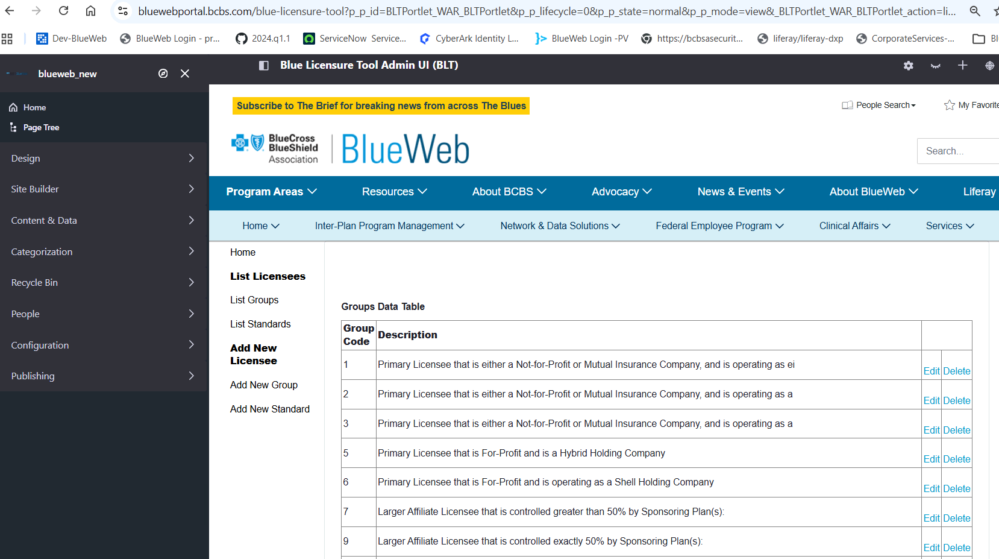 bluewebportal.bcbs.com/blue-licensure-tool?p_p_id=BLTPortlet_WAR_BLTPortlet&p_p_lifecycle=0&p_p_state=normal&p_p_mode=view&_BLTPortlet_WAR_BLTPortlet_action=li...
Dev-BlueWeb
BlueWeb Login - pr...
2024.q1.1
ServiceNow Service...
CyberArk Identity L...
BlueWeb Login -PV
https://bcbsasecurit...
liferay/liferay-dxp
CorporateServices-...
Bl
blueweb_new
Blue Licensure Tool Admin UI (BLT)
Home
Page Tree
Design
Site Builder
Content & Data
Categorization
Recycle Bin
People
Configuration
Publishing
Subscribe to The Brief for breaking news from across The Blues
People Search
My Favorite
BlueCross
BlueShield
Association
BlueWeb
Search...
Program Areas
Resources
About BCBS
Advocacy
News & Events
About BlueWeb
Liferay
Home
Inter-Plan Program Management
Network & Data Solutions
Federal Employee Program
Clinical Affairs
Services
Home
List Licensees
List Groups
List Standards
Add New
Licensee
Add New Group
Add New Standard
Groups Data Table
Group
Code
Description
1 Primary Licensee that is either a Not-for-Profit or Mutual Insurance Company, and is operating as ei Edit Delete
2 Primary Licensee that is either a Not-for-Profit or Mutual Insurance Company, and is operating as a Edit Delete
3 Primary Licensee that is either a Not-for-Profit or Mutual Insurance Company, and is operating as a Edit Delete
5 Primary Licensee that is For-Profit and is a Hybrid Holding Company Edit Delete
6 Primary Licensee that is For-Profit and is operating as a Shell Holding Company Edit Delete
7 Larger Affiliate Licensee that is controlled greater than 50% by Sponsoring Plan(s): Edit Delete
9 Larger Affiliate Licensee that is controlled exactly 50% by Sponsoring Plan(s): Edit Delete